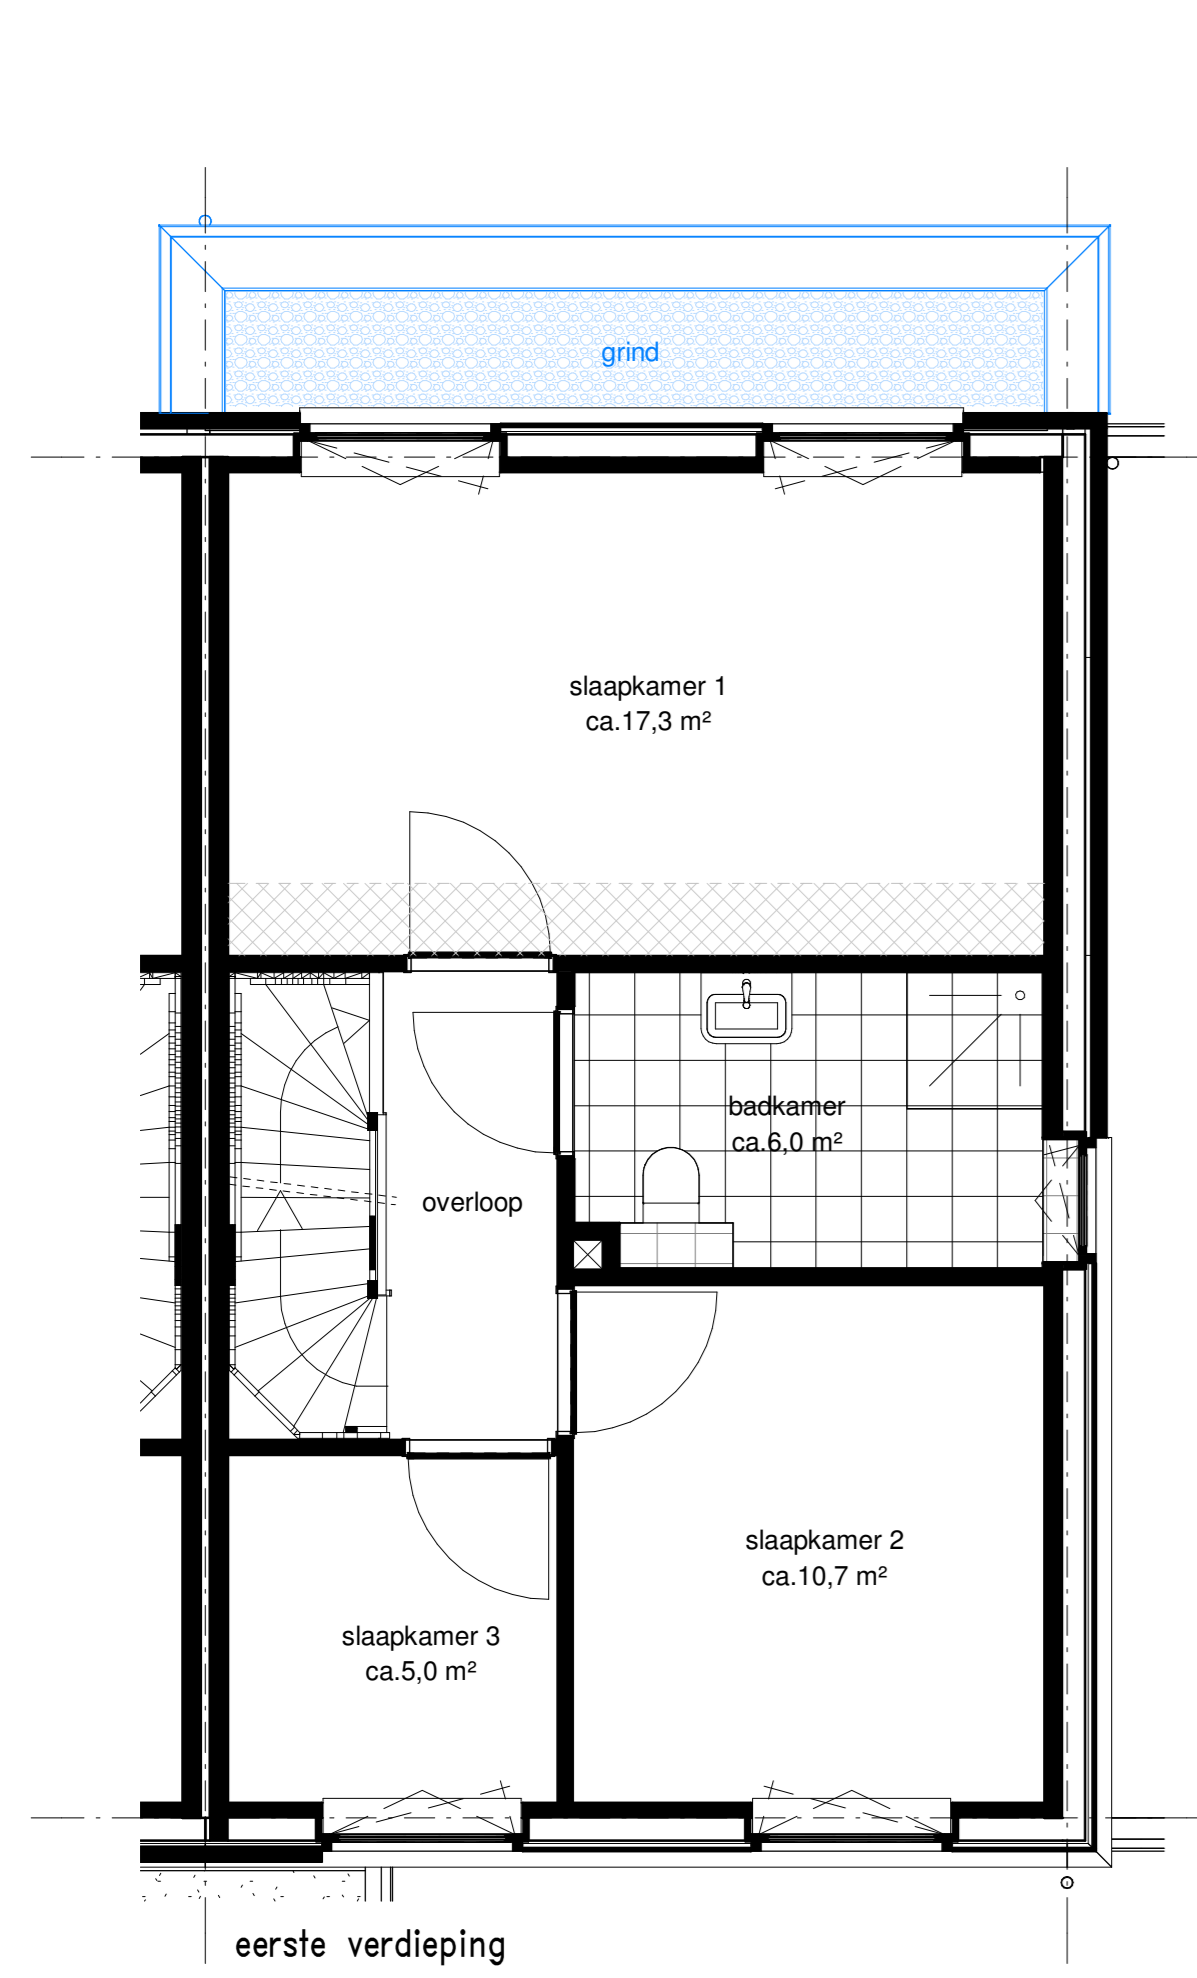 grind
slaapkamer 1
ca.17,3 m²
badkamer
ca.6,0 m²
overloop
slaapkamer 2
ca.10,7 m²
slaapkamer 3
ca.5,0 m²
eerste verdieping